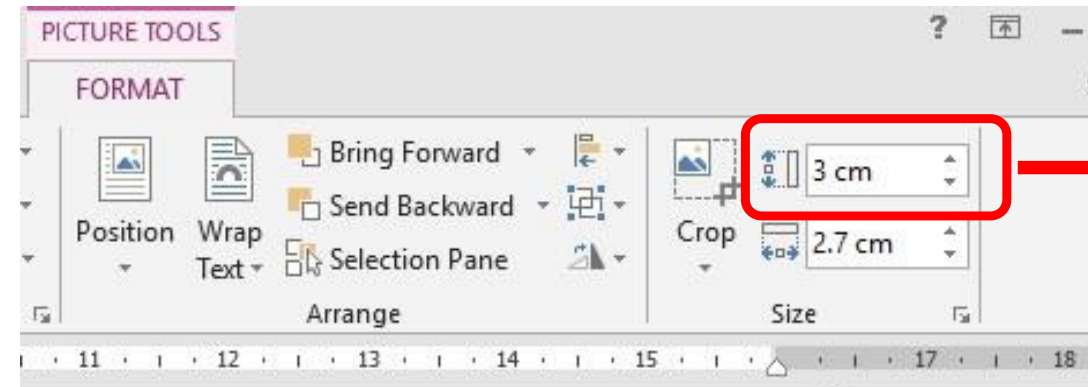 PICTURE TOOLS ?
FORMAT
Bring Forward
3 cm
Send Backward
Position Wrap Crop
2.7 cm
Text Selection Pane
Arrange Size
11 12 13 14 15 17 18